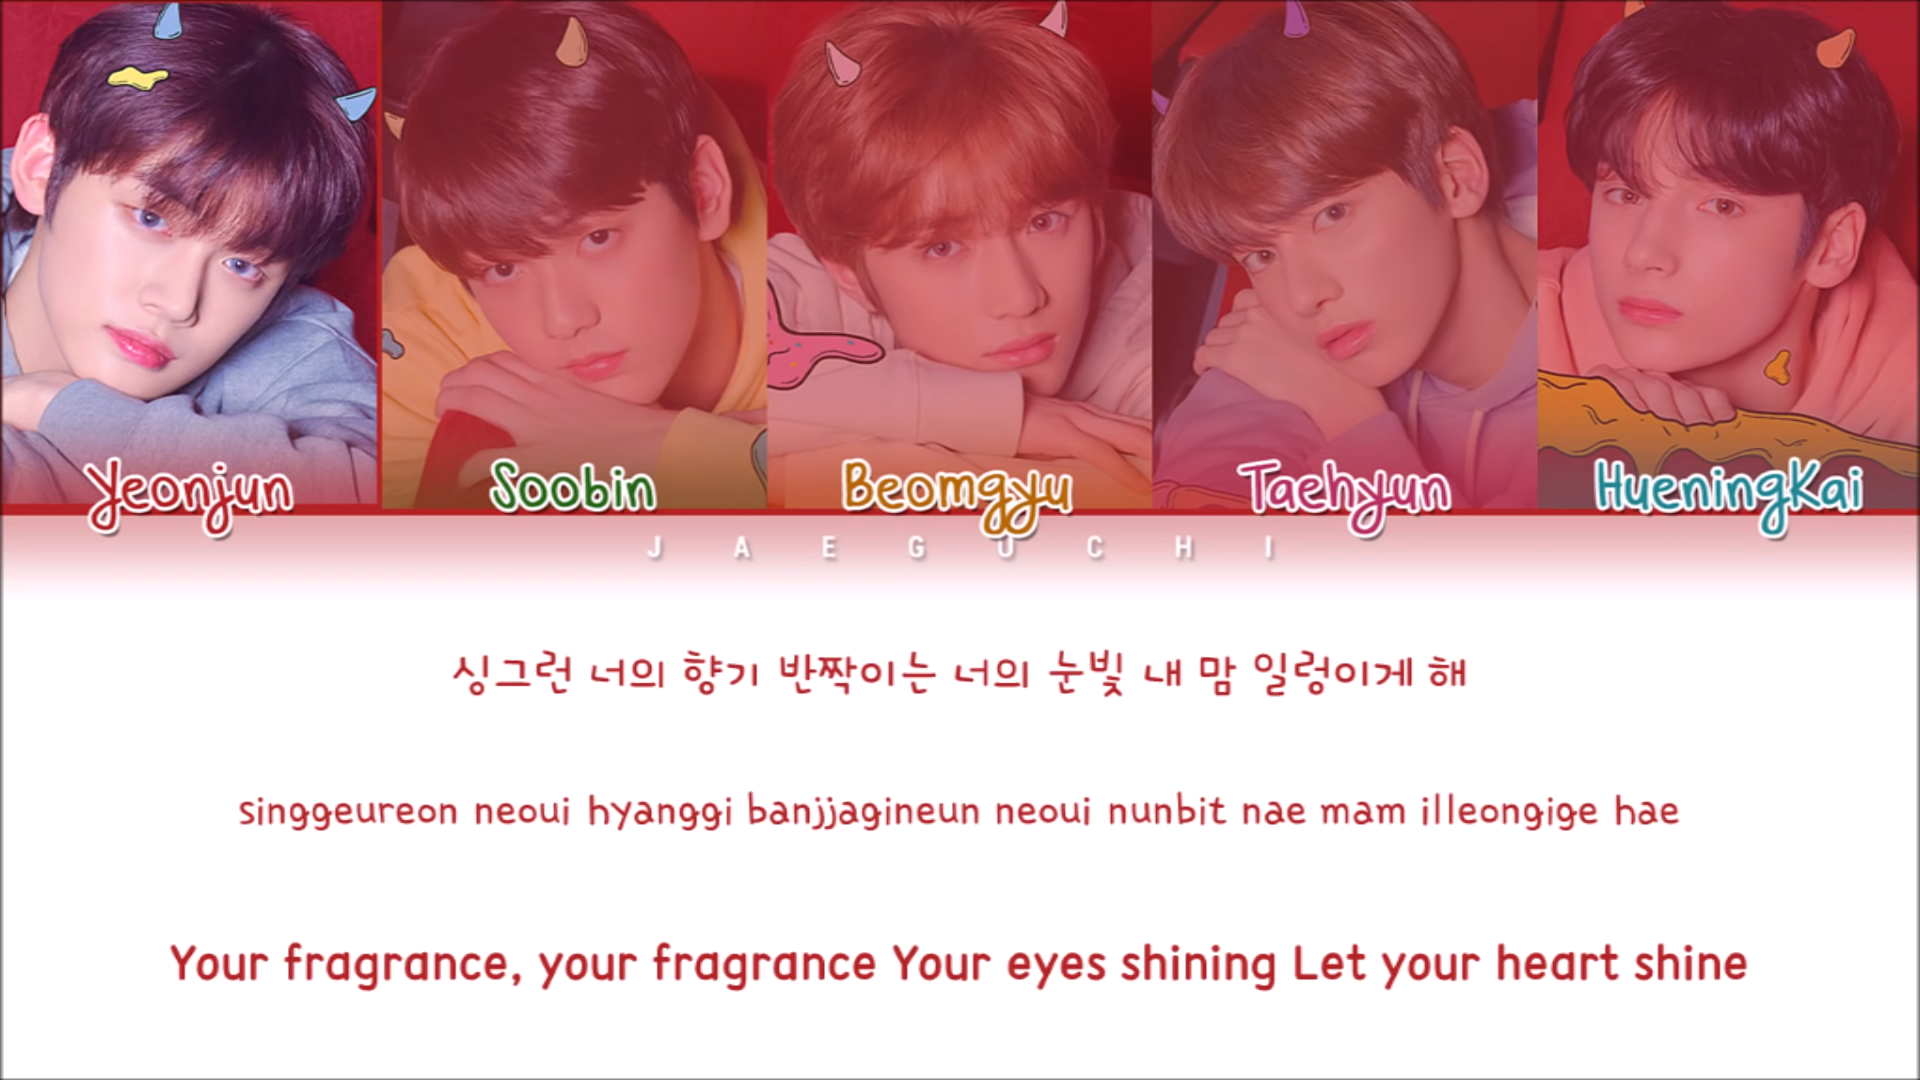 Yeonjun Soobin Beomgyu Taehyun HueningKai
JAEGUCHI
싱그런 너의 향기 반짝이는 너의 눈빛 내 맘 일렁이게 해
singgeureon neoui hyanggi banjjagineun neoui nunbit nae mam illeongige hae
Your fragrance, your fragrance Your eyes shining Let your heart shine